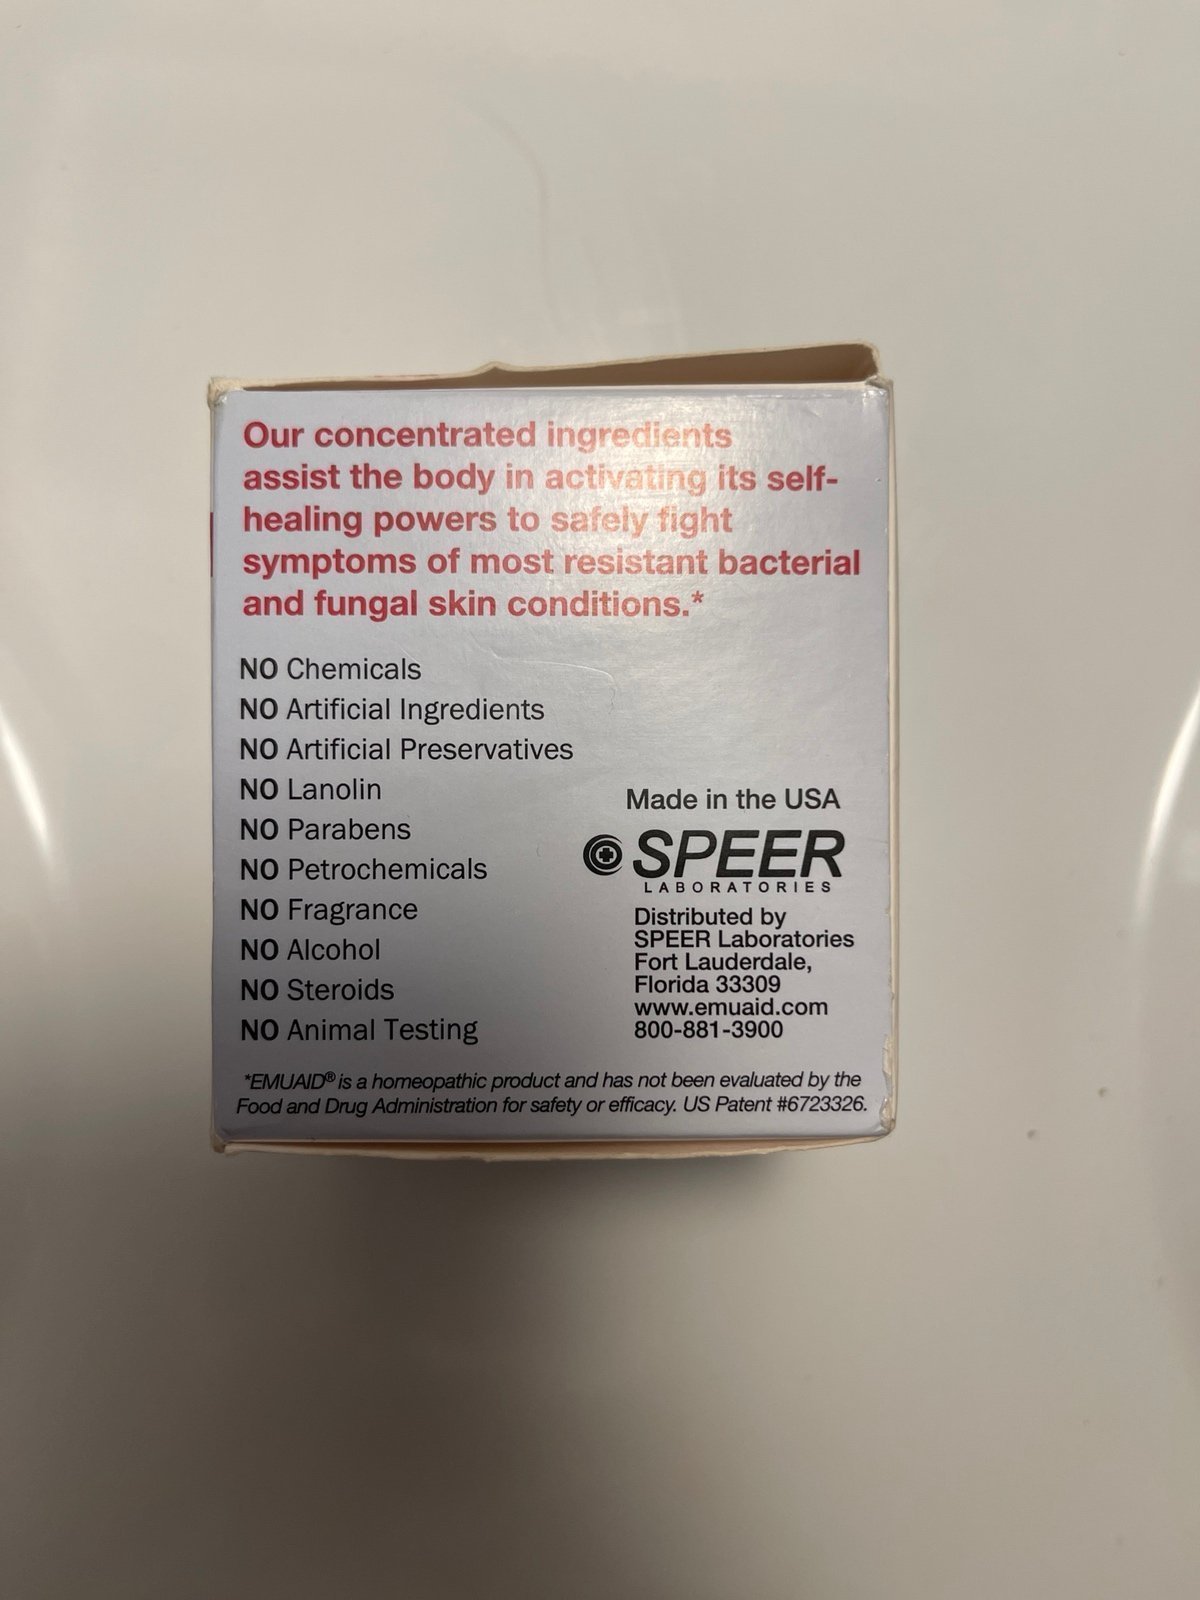 Our concentrated ingredients
assist the body in activating its self-
healing powers to safely fight
symptoms of most resistant bacterial
and fungal skin conditions.*
NO Chemicals
NO Artificial Ingredients
NO Artificial Preservatives
NO Lanolin
NO Parabens
NO Petrochemicals
NO Fragrance
NO Alcohol
NO Steroids
NO Animal Testing
Made in the USA
SPEER
LABORATORIES
Distributed by
SPEER Laboratories
Fort Lauderdale,
Florida 33309
www.emuaid.com
800-881-3900
*EMUAID® is a homeopathic product and has not been evaluated by the
Food and Drug Administration for safety or efficacy. US Patent #6723326.